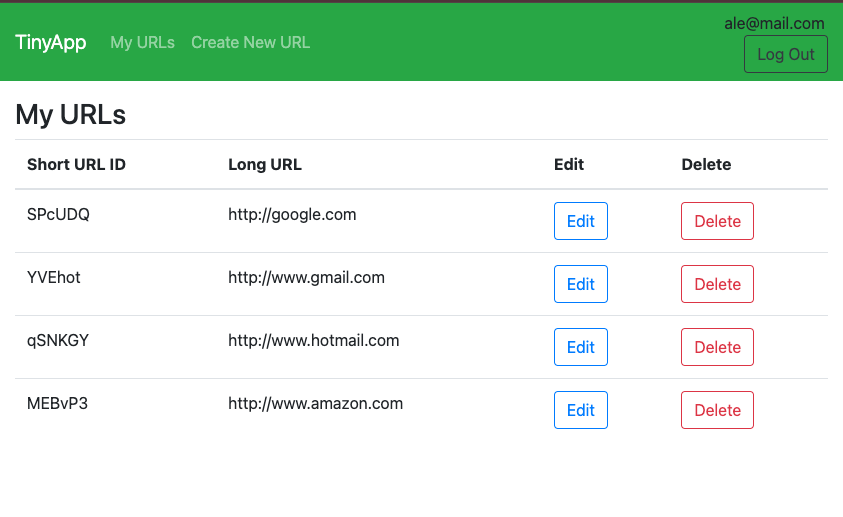 ale@mail.com
TinyApp My URLs Create New URL
Log Out
My URLs
Short URL ID Long URL Edit Delete
SPcUDQ http://google.com Edit Delete
YVEhot http://www.gmail.com Edit Delete
qSNKGY http://www.hotmail.com Edit Delete
MEBvP3 http://www.amazon.com Edit Delete